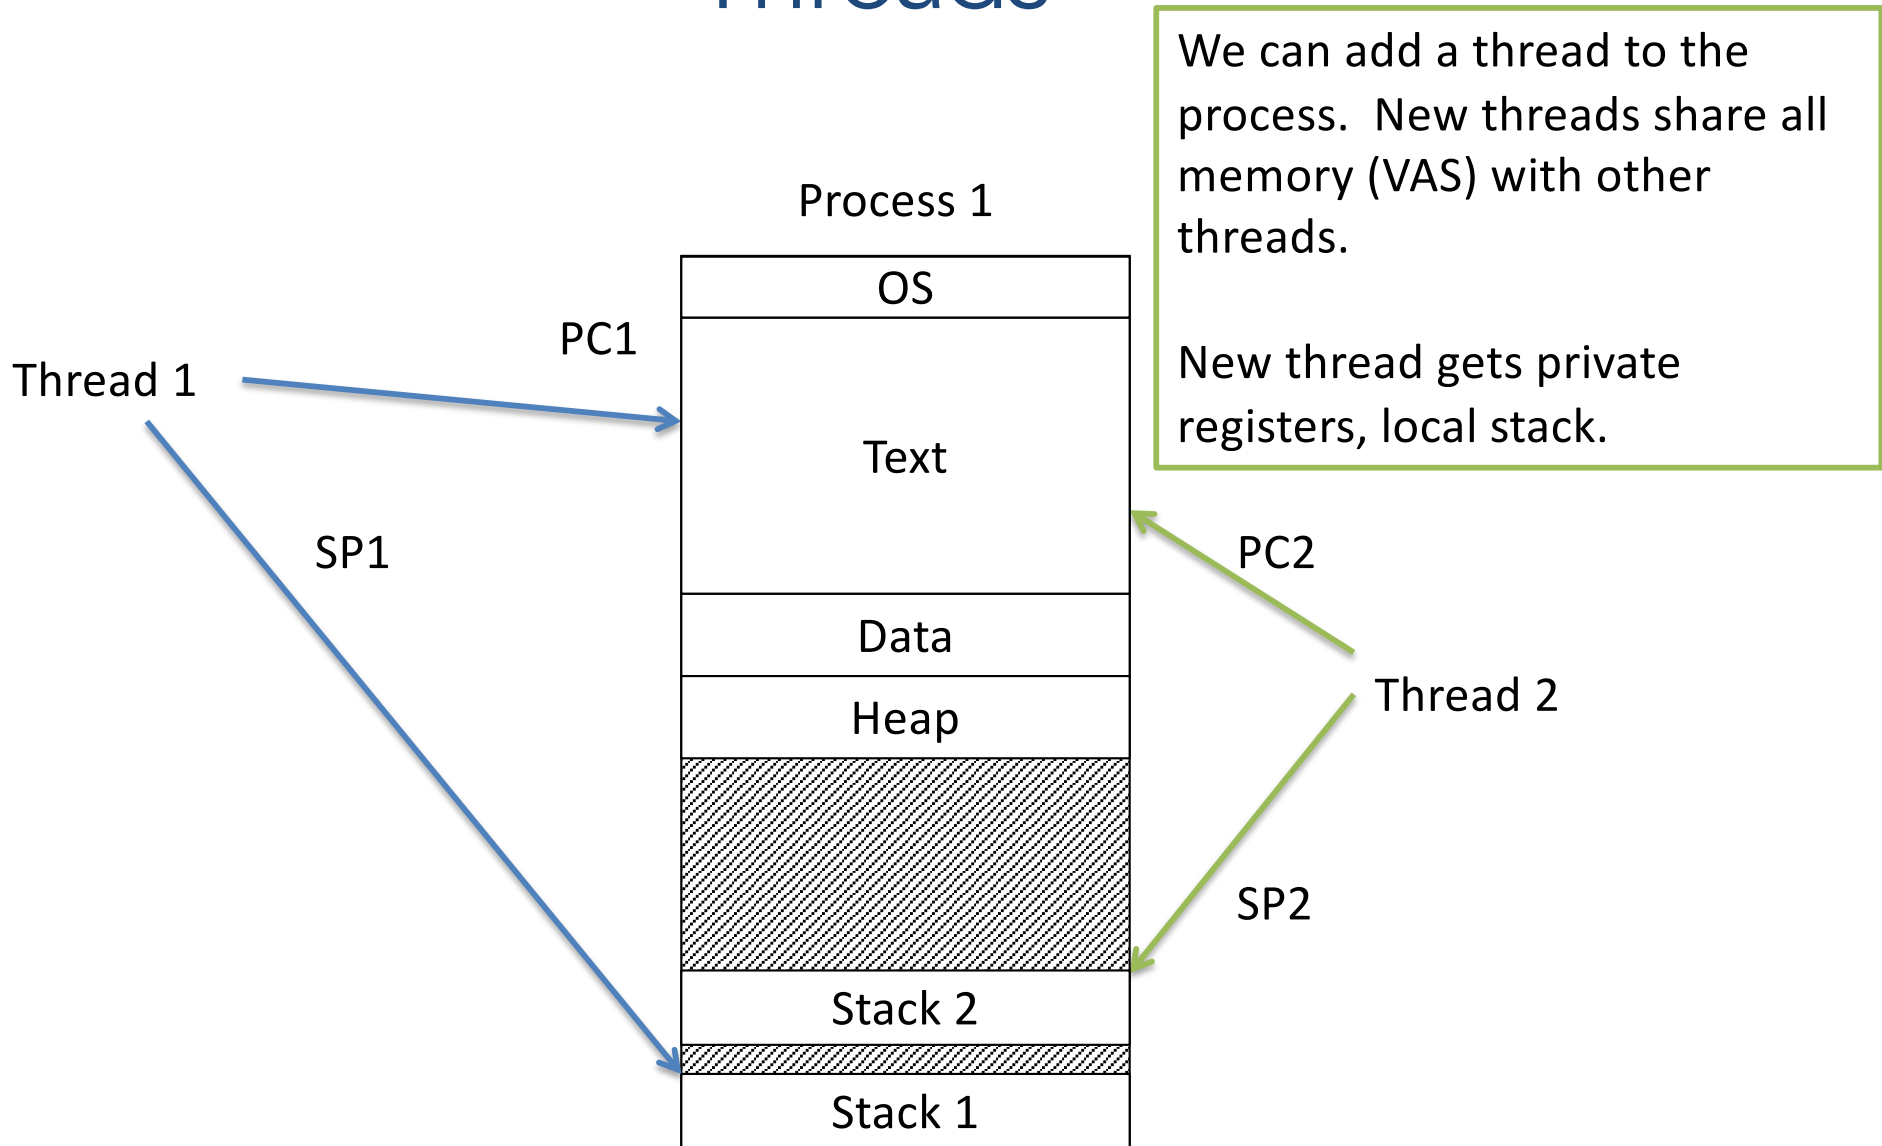 Threads
We can add a thread to the
process. New threads share all
memory (VAS) with other
threads.
New thread gets private
registers, local stack.
Process 1
OS
PC1
Thread 1
Text
SP1
PC2
Data
Thread 2
Heap
SP2
Stack 2
Stack 1